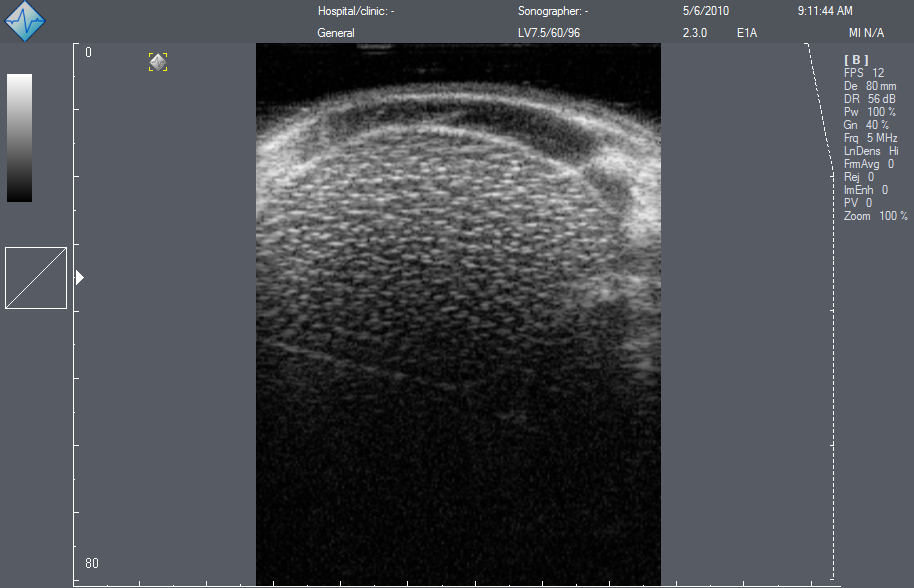 Hospital/clinic: - Sonographer: - 5/6/2010 9:11:44 AM
General LV7.5/60/96 2.3.0 E1A MI N/A
0
[ B ]
FPS 12
De 80 mm
DR 56 dB
Pw 100 %
Gn 40 %
Frq 5 MHz
LnDens Hi
FrmAvg 0
Rej 0
ImEnh 0
PV 0
Zoom 100 %
80